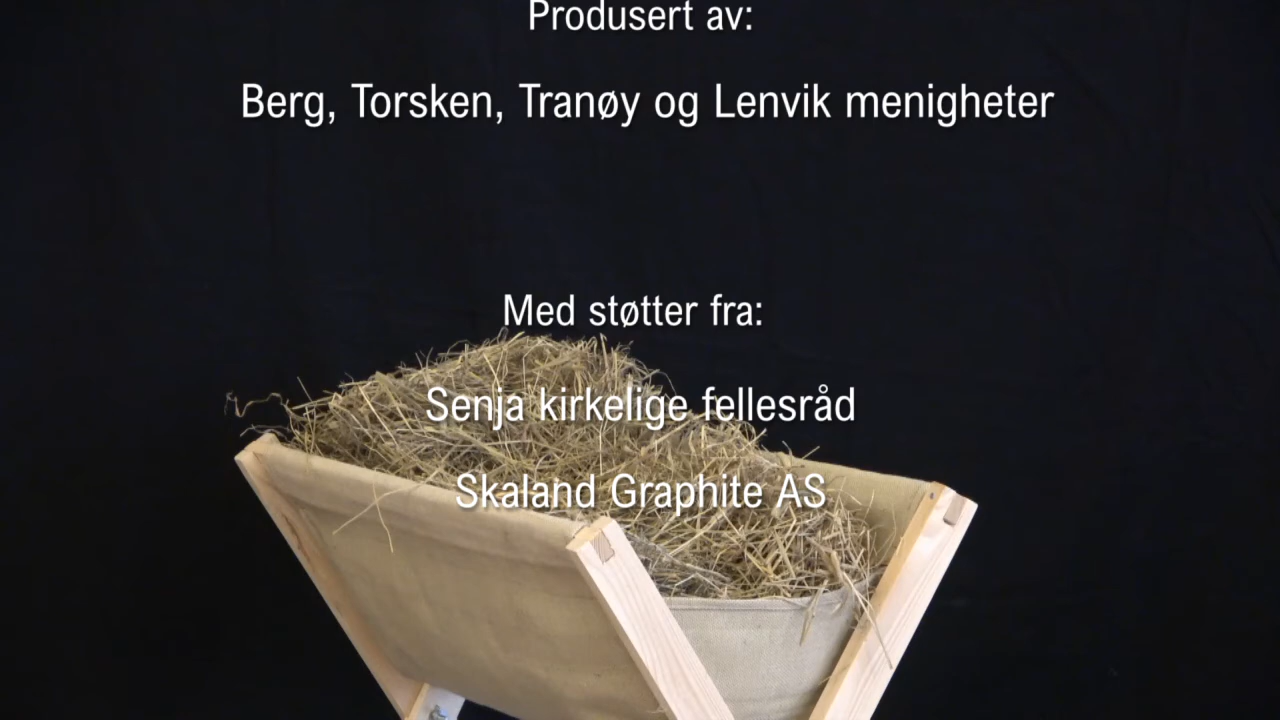 Produsert av:
Berg, Torsken, Tranøy og Lenvik menigheter
Med støtter fra:
Senja kirkelige fellesråd
Skaland Graphite AS